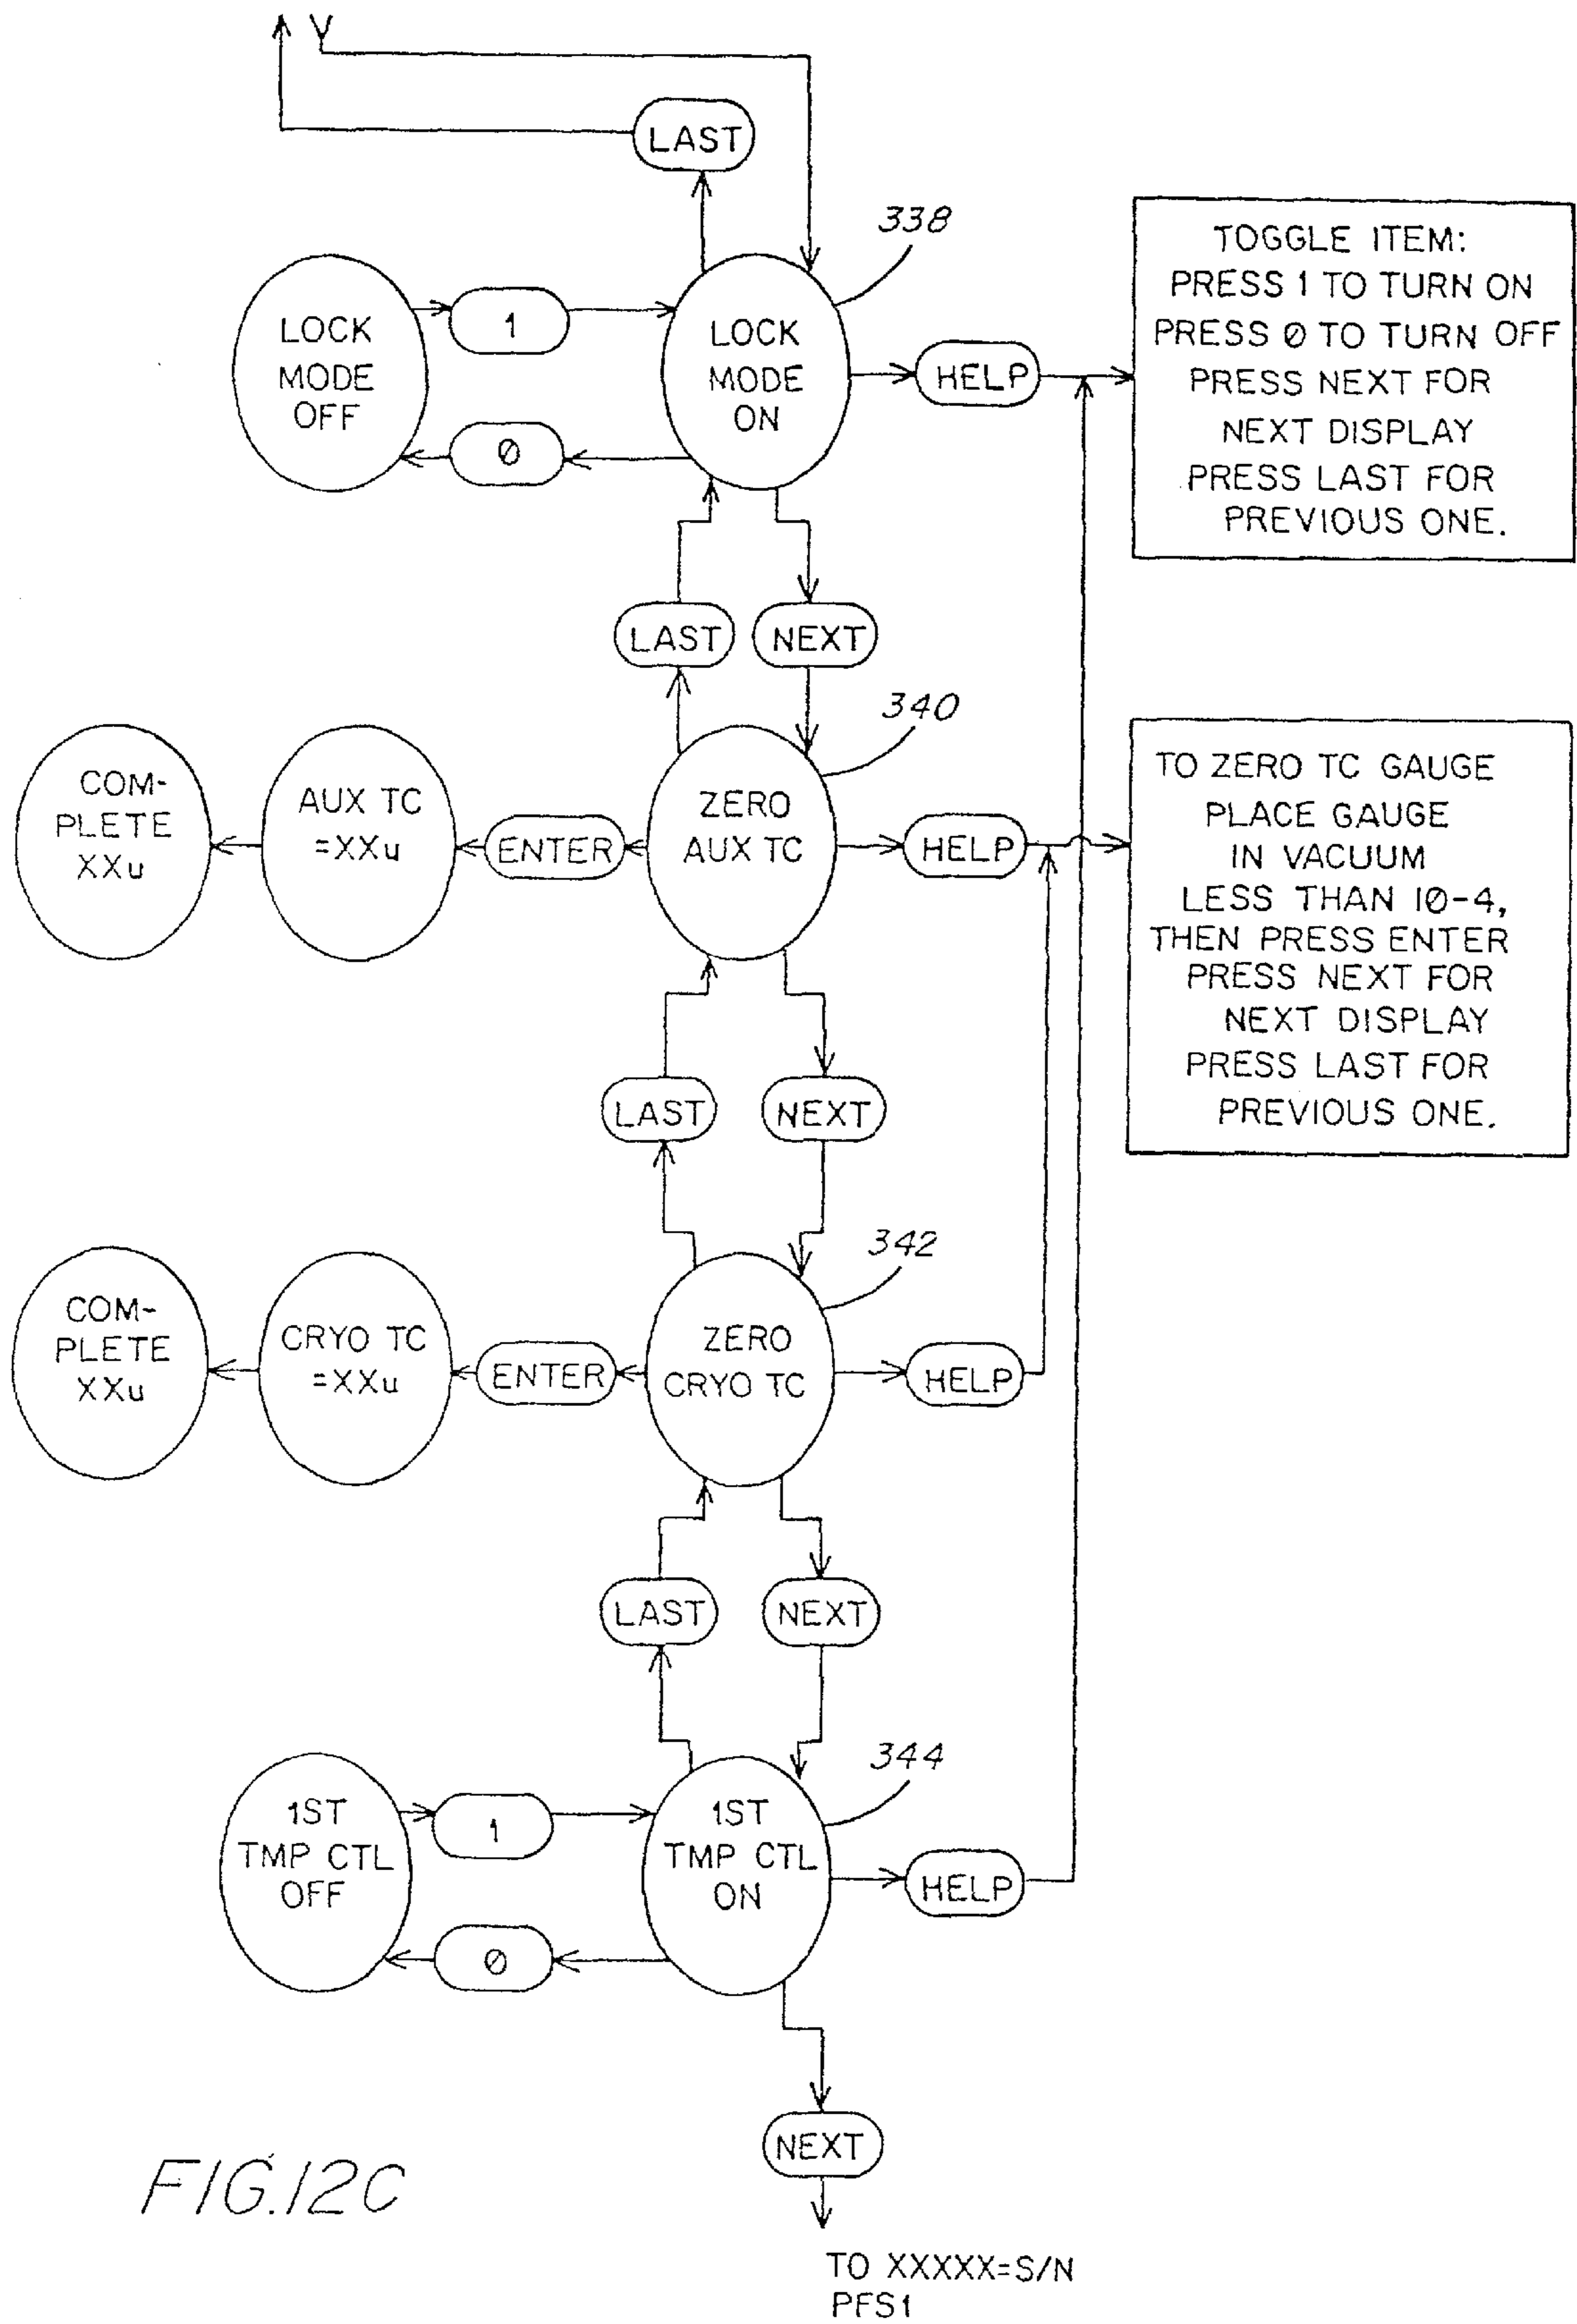 LAST
338
LOCK
MODE
OFF
1
0
LOCK
MODE
ON
HELP
TOGGLE ITEM:
PRESS 1 TO TURN ON
PRESS 0 TO TURN OFF
PRESS NEXT FOR
NEXT DISPLAY
PRESS LAST FOR
PREVIOUS ONE.
LAST
NEXT
340
COM-
PLETE
XXu
AUX TC
=XXu
ENTER
ZERO
AUX TC
HELP
TO ZERO TC GAUGE
PLACE GAUGE
IN VACUUM
LESS THAN 10-4,
THEN PRESS ENTER
PRESS NEXT FOR
NEXT DISPLAY
PRESS LAST FOR
PREVIOUS ONE.
LAST
NEXT
342
COM-
PLETE
XXu
CRYO TC
=XXu
ENTER
ZERO
CRYO TC
HELP
LAST
NEXT
344
1ST
TMP CTL
OFF
1
0
1ST
TMP CTL
ON
HELP
NEXT
FIG.12C
TO XXXXX=S/N
PFS1